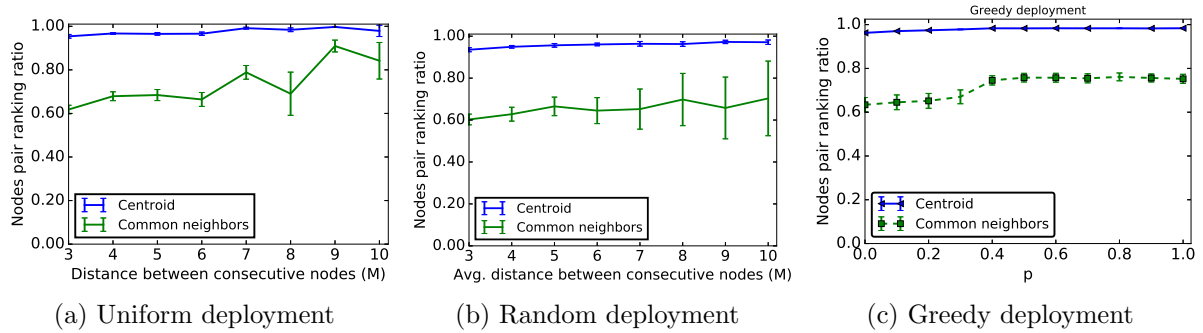 1.00
0.80
0.60
0.40
0.20
0.00
Nodes pair ranking ratio
Centroid
Common neighbors
3 4 5 6 7 8 9 10
Distance between consecutive nodes (M)
(a) Uniform deployment
1.00
0.80
0.60
0.40
0.20
0.00
Nodes pair ranking ratio
Centroid
Common neighbors
3 4 5 6 7 8 9 10
Avg. distance between consecutive nodes (M)
(b) Random deployment
Greedy deployment
1.0
0.8
0.6
0.4
0.2
0.0
Nodes pair ranking ratio
Centroid
Common neighbors
0.0 0.2 0.4 0.6 0.8 1.0
p
(c) Greedy deployment